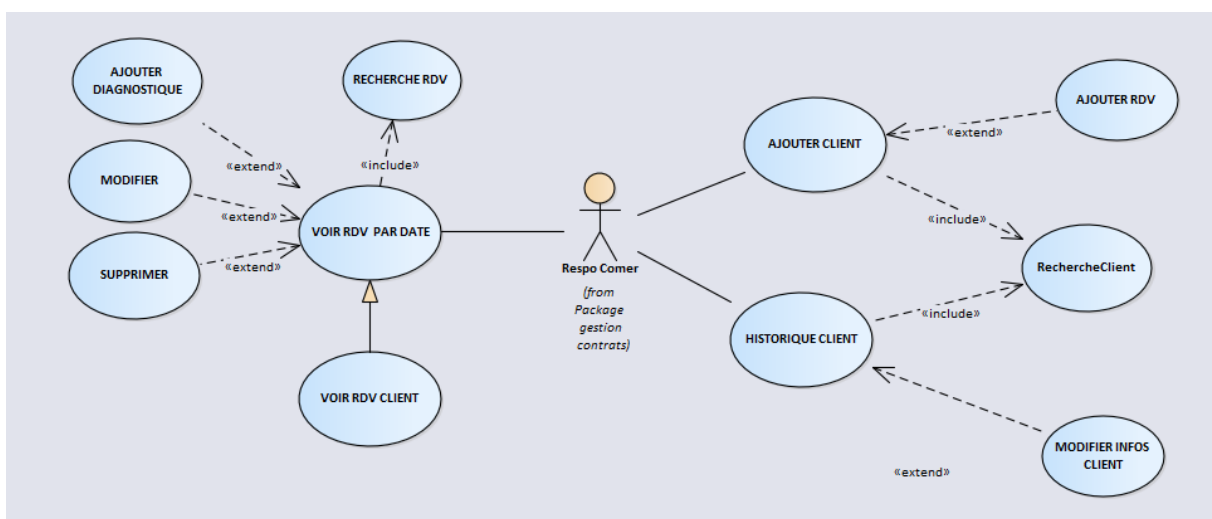 AJOUTER
DIAGNOSTIQUE
RECHERCHE RDV
AJOUTER RDV
AJOUTER CLIENT
«extend»
«extend»
«include»
MODIFIER
«extend»
VOIR RDV PAR DATE
«include»
SUPPRIMER
«extend»
Respo Comer
(from
Package
gestion
contrats)
RechercheClient
«include»
HISTORIQUE CLIENT
VOIR RDV CLIENT
MODIFIER INFOS
CLIENT
«extend»